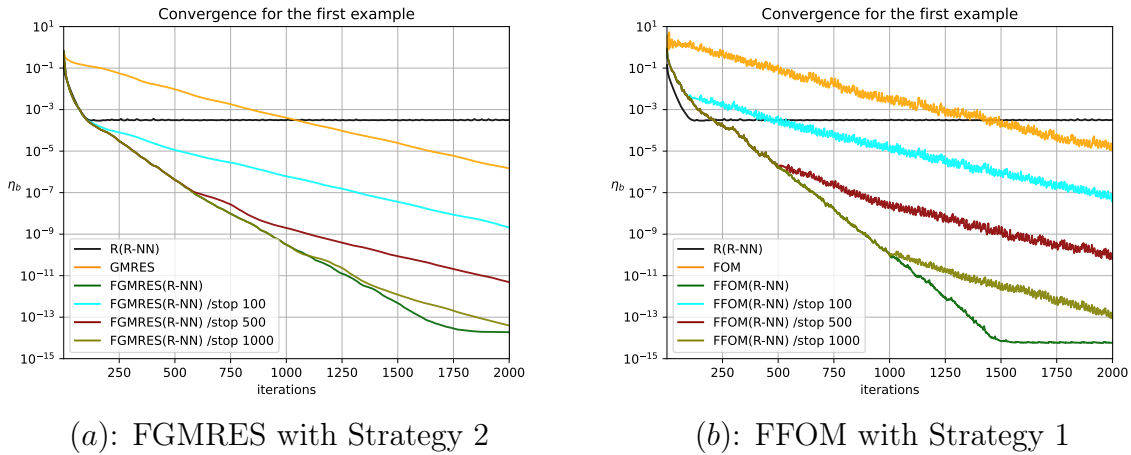 Convergence for the first example
10^1
10^-1
10^-3
10^-5
10^-7
10^-9
10^-11
10^-13
10^-15
η_b
R(R-NN)
GMRES
FGMRES(R-NN)
FGMRES(R-NN) /stop 100
FGMRES(R-NN) /stop 500
FGMRES(R-NN) /stop 1000
250 500 750 1000 1250 1500 1750 2000
iterations
(a): FGMRES with Strategy 2
Convergence for the first example
10^1
10^-1
10^-3
10^-5
10^-7
10^-9
10^-11
10^-13
10^-15
η_b
R(R-NN)
FOM
FFOM(R-NN)
FFOM(R-NN) /stop 100
FFOM(R-NN) /stop 500
FFOM(R-NN) /stop 1000
250 500 750 1000 1250 1500 1750 2000
iterations
(b): FFOM with Strategy 1